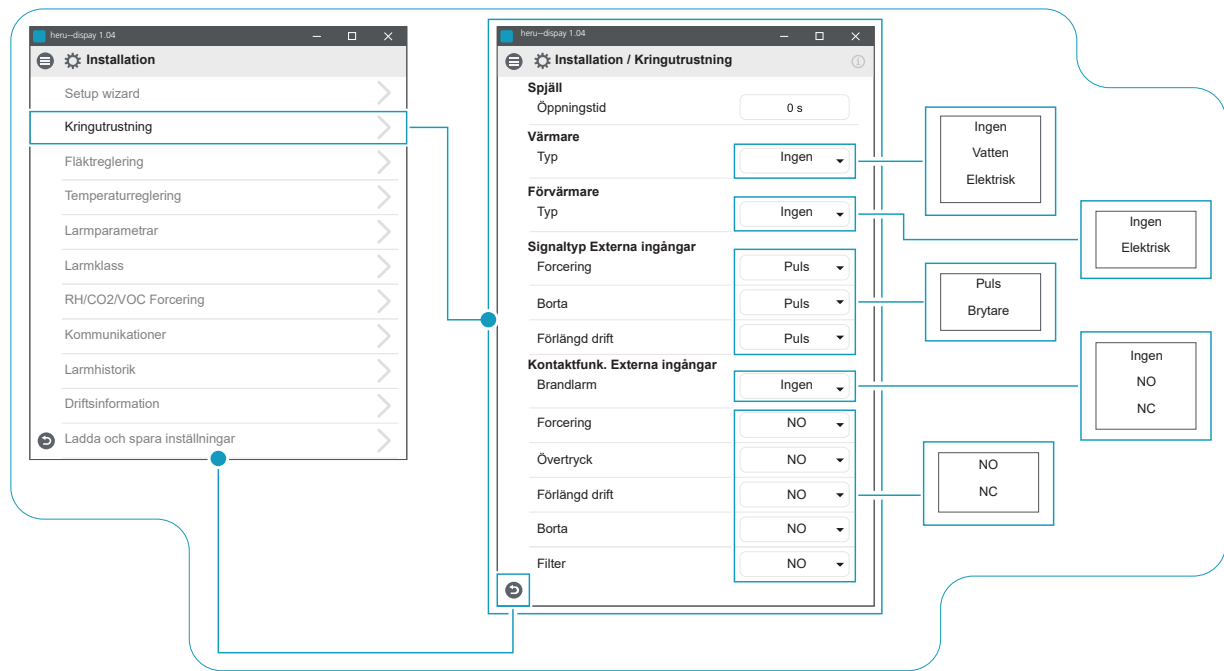 heru--dispay 1.04
Installation
Setup wizard
Kringutrustning
Fläktreglering
Temperaturreglering
Larmparametrar
Larmklass
RH/CO2/VOC Forcering
Kommunikationer
Larmhistorik
Driftsinformation
Ladda och spara inställningar
heru--dispay 1.04
Installation / Kringutrustning
Spjäll
Öppningstid 0 s
Värmare
Typ Ingen
Förvärmare
Typ Ingen
Signaltyp Externa ingångar
Forcering Puls
Borta Puls
Förlängd drift Puls
Kontaktfunk. Externa ingångar
Brandlarm Ingen
Forcering NO
Övertryck NO
Förlängd drift NO
Borta NO
Filter NO
Ingen
Vatten
Elektrisk
Ingen
Elektrisk
Puls
Brytare
Ingen
NO
NC
NO
NC